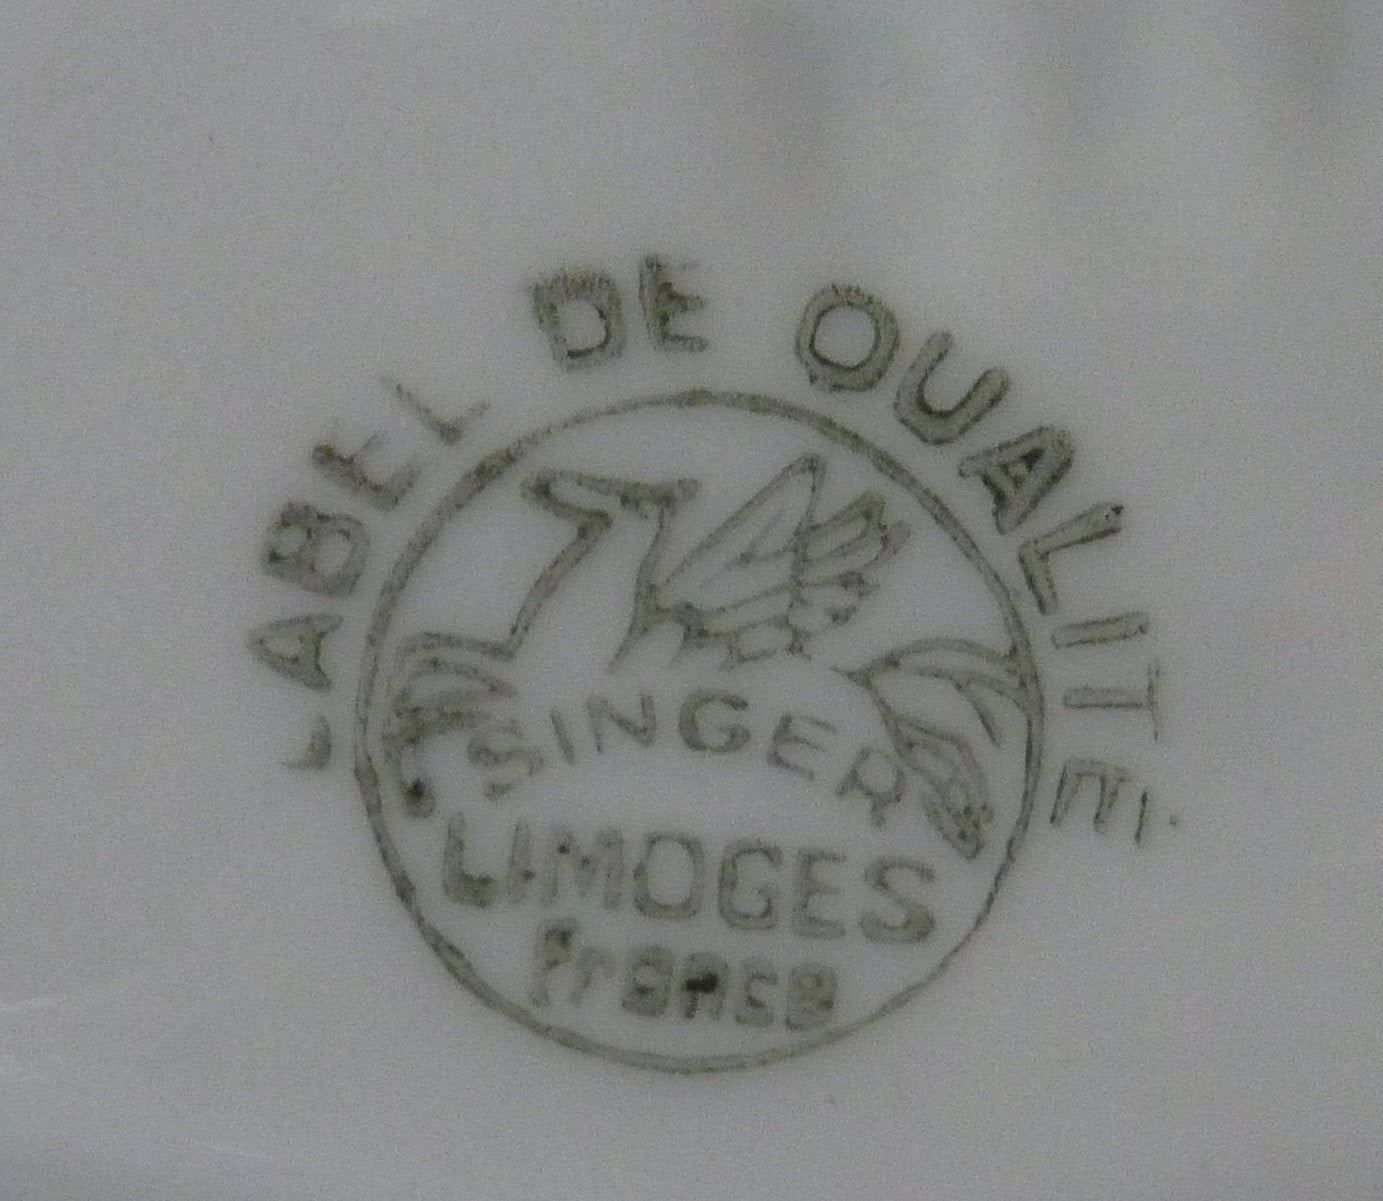 LABEL DE QUALITE.
SINGER
LIMOGES
France